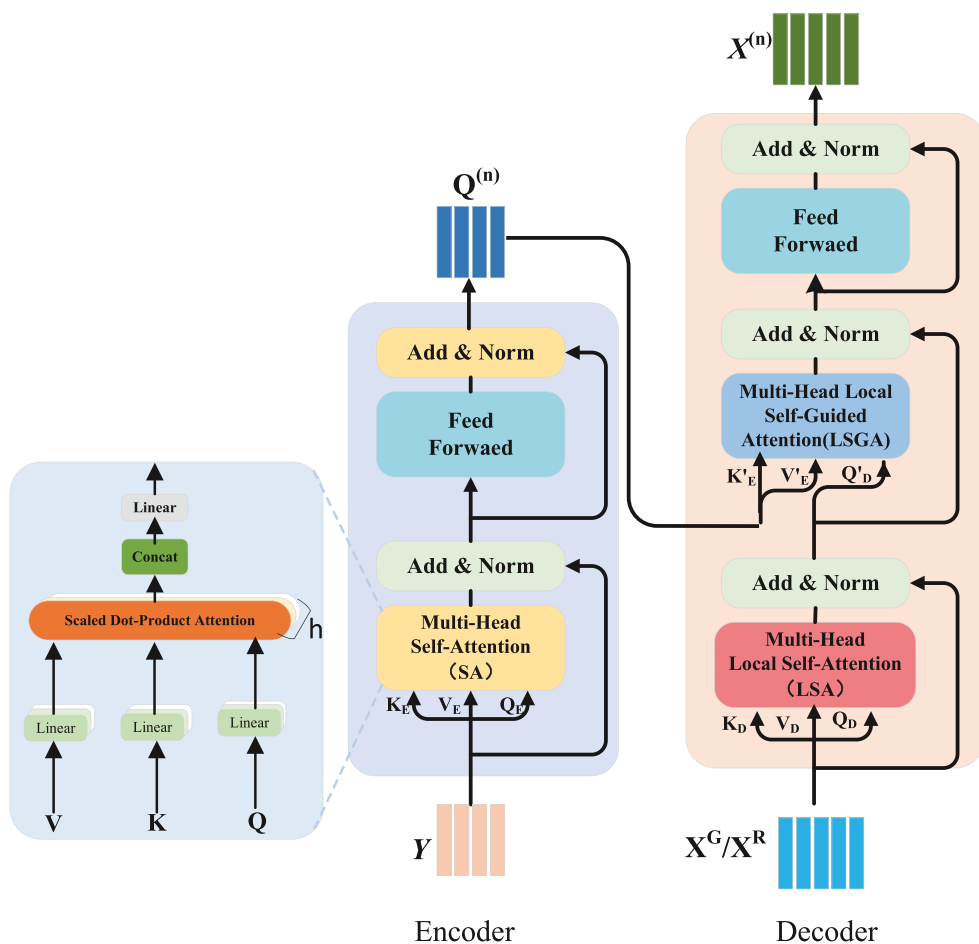 Linear
Concat
Scaled Dot-Product Attention
h
Linear
Linear
Linear
V
K
Q
Q(n)
Add & Norm
Feed
Forwaed
Add & Norm
Multi-Head
Self-Attention
(SA)
KE
VE
QE
Y
Encoder
X(n)
Add & Norm
Feed
Forwaed
Add & Norm
Multi-Head Local
Self-Guided
Attention(LSGA)
K'E
V'E
Q'D
Add & Norm
Multi-Head
Local Self-Attention
(LSA)
KD
VD
QD
XG/XR
Decoder